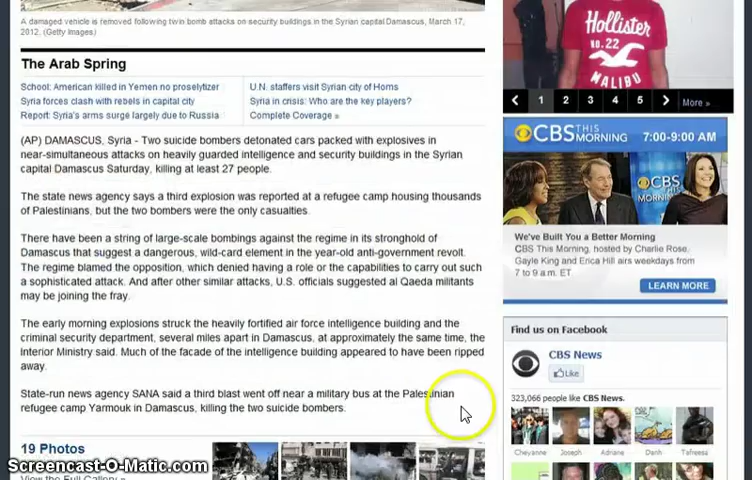 A damaged vehicle is removed following twin bomb attacks on security buildings in the Syrian capital Damascus, March 17,
2012. (Getty Images)
The Arab Spring
School: American killed in Yemen no proselytizer
Syria forces clash with rebels in capital city
Report: Syria's arms surge largely due to Russia
U.N. staffers visit Syrian city of Homs
Syria in crisis: Who are the key players?
Complete Coverage »
(AP) DAMASCUS, Syria - Two suicide bombers detonated cars packed with explosives in
near-simultaneous attacks on heavily guarded intelligence and security buildings in the Syrian
capital Damascus Saturday, killing at least 27 people.
The state news agency says a third explosion was reported at a refugee camp housing thousands
of Palestinians, but the two bombers were the only casualties.
There have been a string of large-scale bombings against the regime in its stronghold of
Damascus that suggest a dangerous, wild-card element in the year-old anti-government revolt.
The regime blamed the opposition, which denied having a role or the capabilities to carry out such
a sophisticated attack. And after other similar attacks, U.S. officials suggested al Qaeda militants
may be joining the fray.
The early morning explosions struck the heavily fortified air force intelligence building and the
criminal security department, several miles apart in Damascus, at approximately the same time, the
Interior Ministry said. Much of the facade of the intelligence building appeared to have been ripped
away.
State-run news agency SANA said a third blast went off near a military bus at the Palestinian
refugee camp Yarmouk in Damascus, killing the two suicide bombers.
19 Photos
View the Full Gallery »
Screencast-O-Matic.com
Hollister
NO. 22
MALIBU
1 2 3 4 5 More »
CBS THIS MORNING 7:00-9:00 AM
CBS THIS
MORNING
We've Built You a Better Morning
CBS This Morning, hosted by Charlie Rose,
Gayle King and Erica Hill airs weekdays from
7 to 9 a.m. ET
LEARN MORE
Find us on Facebook
CBS News
Like
323,066 people like CBS News.
Cheyanne Joseph Adriane Danh Tafreesa